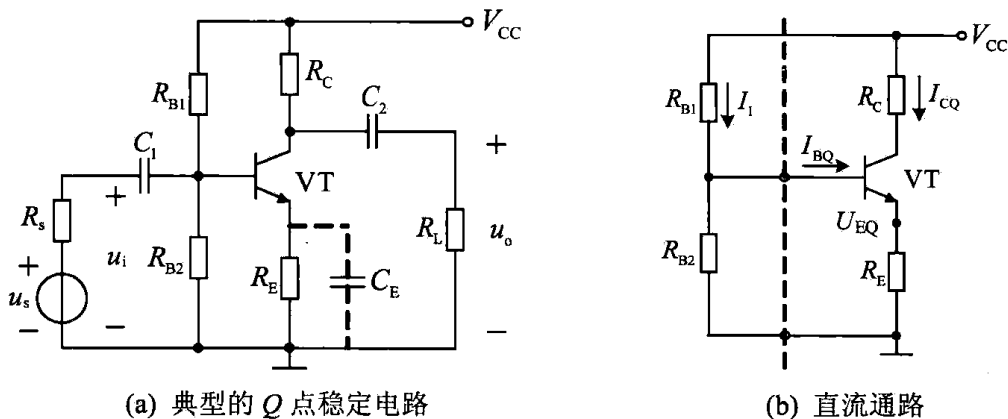 V_CC
R_C
R_B1
C_2
C_1
+
+
VT
R_s
R_L
u_o
u_i
R_B2
+
R_E
C_E
u_s
−
−
−
(a) 典型的 Q 点稳定电路
V_CC
R_B1
I_1
R_C
I_CQ
I_BQ
VT
U_EQ
R_B2
R_E
(b) 直流通路